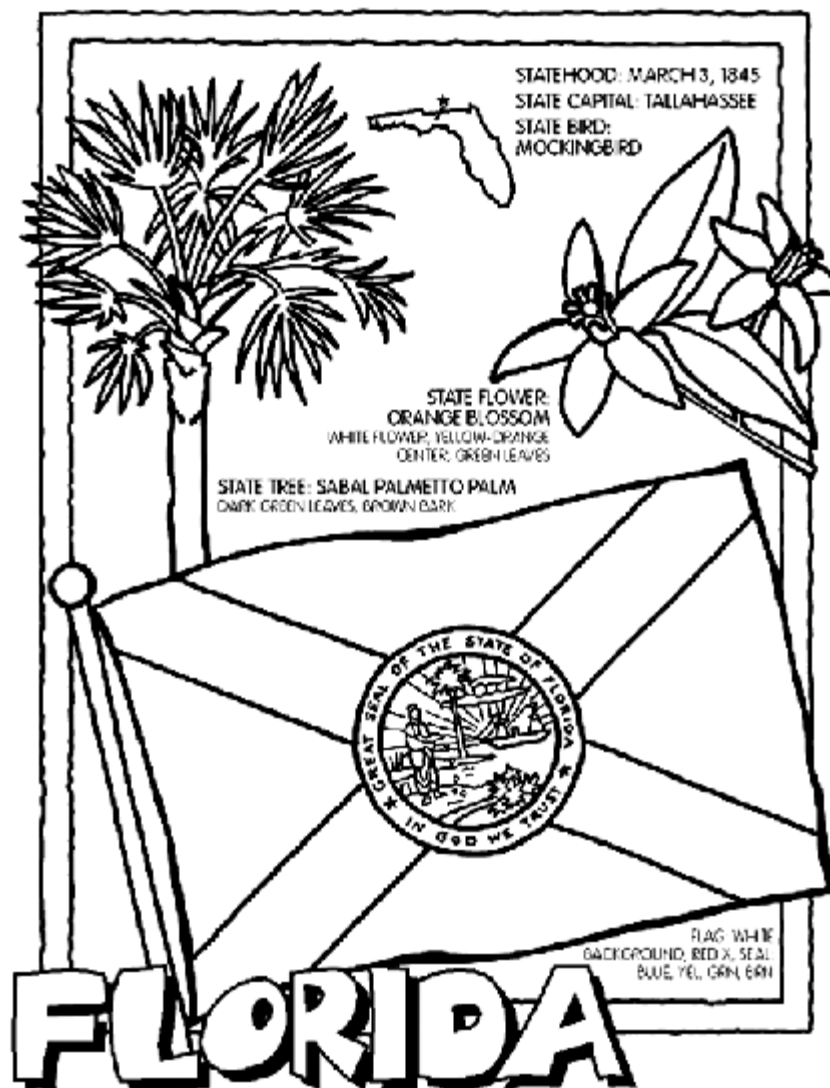 STATEHOOD: MARCH 3, 1845
STATE CAPITAL: TALLAHASSEE
STATE BIRD:
MOCKINGBIRD
STATE FLOWER:
ORANGE BLOSSOM
WHITE FLOWER, YELLOW-ORANGE
CENTER, GREEN LEAVES
STATE TREE: SABAL PALMETTO PALM
DARK GREEN LEAVES, BROWN BARK
GREAT SEAL OF THE STATE OF FLORIDA
IN GOD WE TRUST
FLAG: WHITE
BACKGROUND, RED X, SEAL:
BLUE, YEL, GRN, BRN
FLORIDA